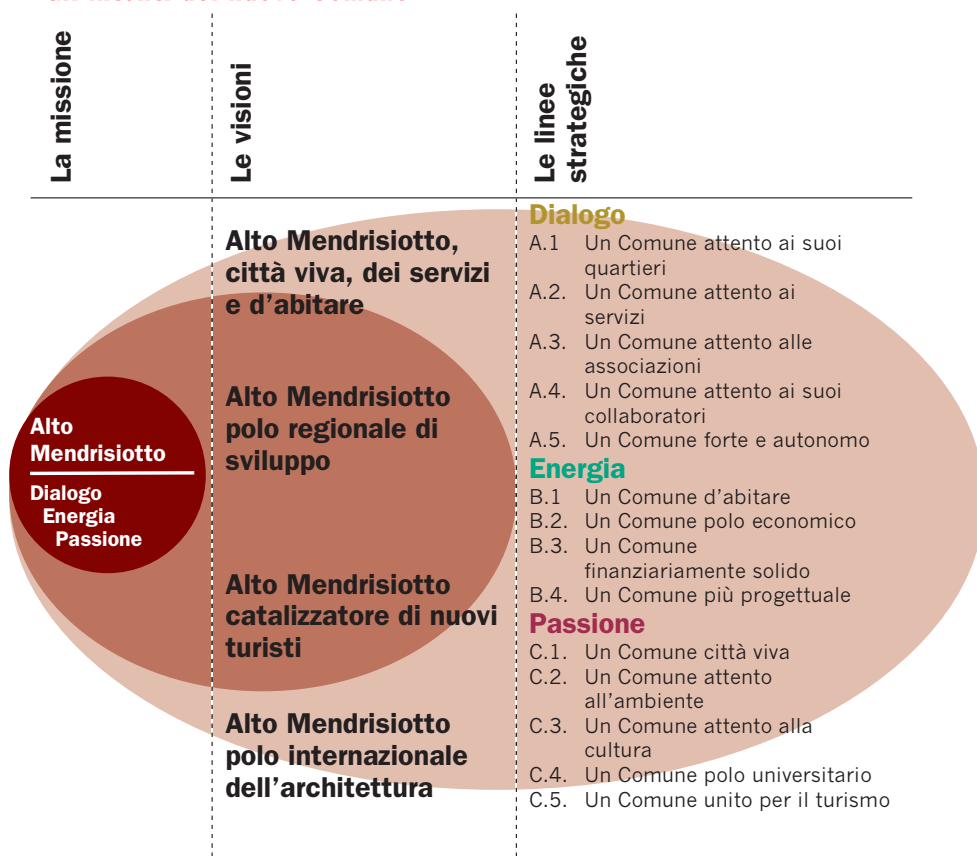 La missione
Le visioni
Le linee
strategiche
Alto
Mendrisiotto
Dialogo
Energia
Passione
Alto Mendrisiotto,
città viva, dei servizi
e d’abitare
Alto Mendrisiotto
polo regionale di
sviluppo
Alto Mendrisiotto
catalizzatore di nuovi
turisti
Alto Mendrisiotto
polo internazionale
dell’architettura
Dialogo
A.1 Un Comune attento ai suoi
quartieri
A.2. Un Comune attento ai
servizi
A.3. Un Comune attento alle
associazioni
A.4. Un Comune attento ai suoi
collaboratori
A.5. Un Comune forte e autonomo
Energia
B.1 Un Comune d’abitare
B.2. Un Comune polo economico
B.3. Un Comune
finanziariamente solido
B.4. Un Comune più progettuale
Passione
C.1. Un Comune città viva
C.2. Un Comune attento
all’ambiente
C.3. Un Comune attento alla
cultura
C.4. Un Comune polo universitario
C.5. Un Comune unito per il turismo